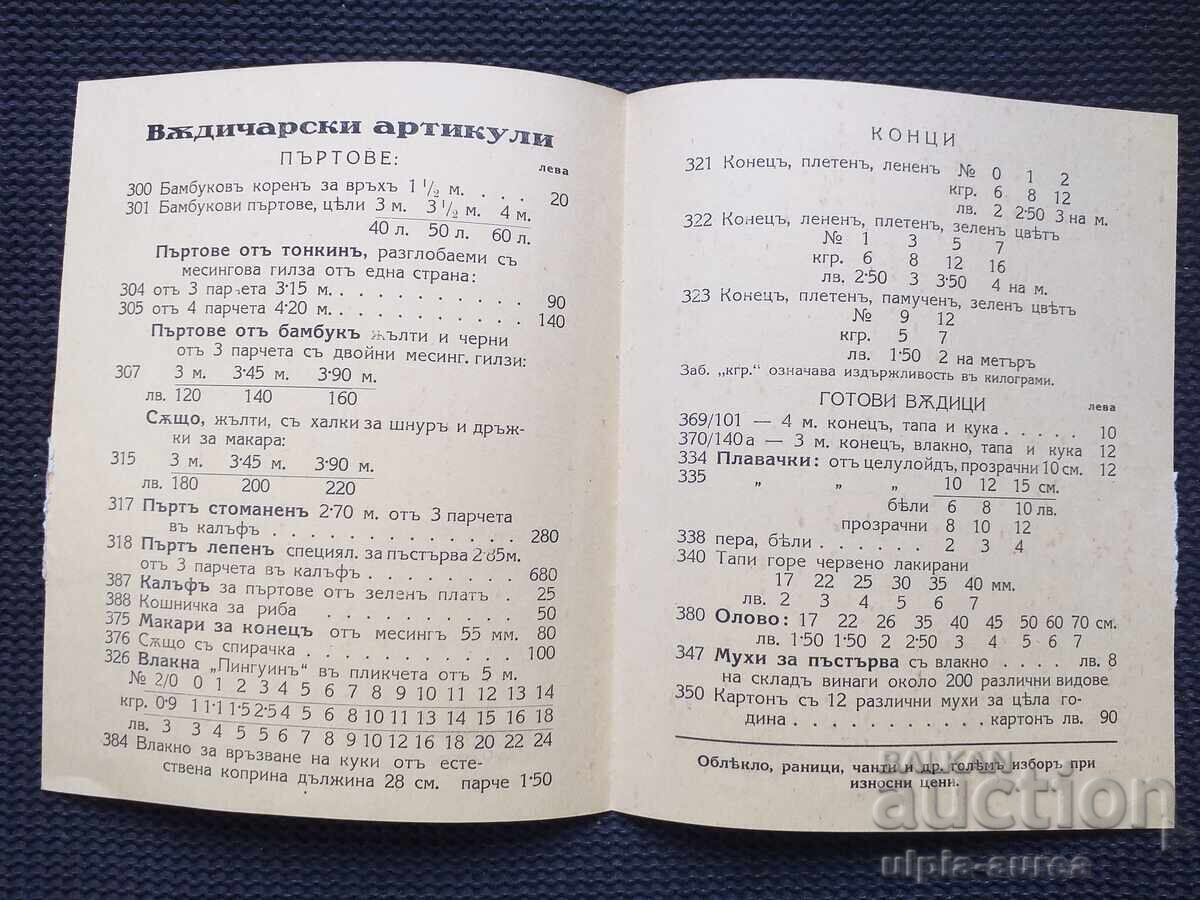 Вѫдичарски артикули
ПЪРТОВЕ:
лева
300 Бамбуковъ коренъ за връхъ 1 1/2 м. . . . 20
301 Бамбукови пъртове, цѣли 3 м. 3 1/2 м. 4 м.
40 л. 50 л. 60 л.
Пъртове отъ тонкинъ, разглобаеми съ
месингова гилза отъ една страна:
304 отъ 3 парчета 3·15 м. . . . . . . . . . . 90
305 отъ 4 парчета 4·20 м. . . . . . . . . . . 140
Пъртове отъ бамбукъ жълти и черни
отъ 3 парчета съ двойни месинг. гилзи:
307 3 м. 3·45 м. 3·90 м.
лв. 120 140 160
Сѫщо, жълти, съ халки за шнуръ и дръж-
ки за макара:
315 3 м. 3·45 м. 3·90 м.
лв. 180 200 220
317 Пъртъ стоманенъ 2·70 м. отъ 3 парчета
въ калъфъ . . . . . . . . . . 280
318 Пъртъ лепенъ специял. за пъстърва 2·85м.
отъ 3 парчета въ калъфъ . . . . . . . . 680
387 Калъфъ за пъртове отъ зеленъ платъ . 25
388 Кошничка за риба . . . . . . . . . 50
375 Макари за конецъ отъ месингъ 55 мм. 80
376 Сѫщо съ спирачка . . . . . . . . . . 100
326 Влакна „Пингуинъ" въ пликчета отъ 5 м.
№ 2/0 0 1 2 3 4 5 6 7 8 9 10 11 12 13 14
кгр. 0·9 1 1·1 1·5 2·5 4 5 6 8 10 11 13 14 15 16 18
лв. 3 3 4 5 5 6 7 8 9 10 12 14 18 20 22 24
384 Влакно за връзване на куки отъ есте-
ствена коприна дължина 28 см. парче 1·50
КОНЦИ
321 Конецъ, плетенъ, лененъ № 0 1 2
кгр. 6 8 12
лв. 2 2·50 3 на м.
322 Конецъ, лененъ, плетенъ, зеленъ цвѣтъ
№ 1 3 5 7
кгр. 6 8 12 16
лв. 2·50 3 3·50 4 на м.
323 Конецъ, плетенъ, памученъ, зеленъ цвѣтъ
№ 9 12
кгр. 5 7
лв. 1·50 2 на метъръ
Заб. „кгр." означава издържливость въ килограми.
ГОТОВИ ВѪДИЦИ
лева
369/101 — 4 м. конецъ, тапа и кука . . . . . 10
370/140а — 3 м. конецъ, влакно, тапа и кука 12
334 Плавачки: отъ целулойдъ, прозрачни 10 см. 12
335 „ „ „ 10 12 15 см.
бѣли 6 8 10 лв.
прозрачни 8 10 12
338 пера, бѣли . . . . . . . 2 3 4
340 Тапи горе червено лакирани
17 22 25 30 35 40 мм.
лв. 2 3 4 5 6 7
380 Олово: 17 22 26 35 40 45 50 60 70 см.
лв. 1·50 1·50 2 2·50 3 4 5 6 7
347 Мухи за пъстърва съ влакно . . . . лв. 8
на складъ винаги около 200 различни видове
350 Картонъ съ 12 различни мухи за цѣла го-
дина . . . . . . . . . . . картонъ лв. 90
Облѣкло, раници, чанти и др. голѣмъ изборъ при
износни цени.
BALKAN
auction
ulpia-aurea